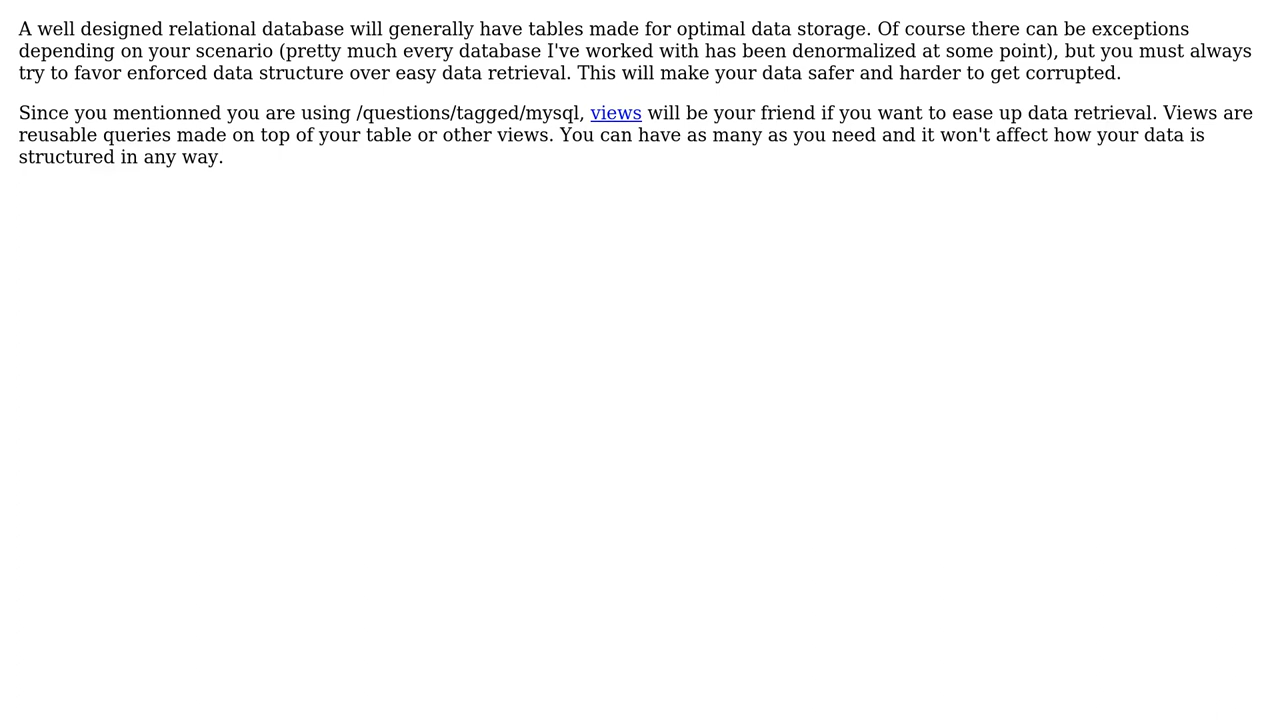 A well designed relational database will generally have tables made for optimal data storage. Of course there can be exceptions
depending on your scenario (pretty much every database I've worked with has been denormalized at some point), but you must always
try to favor enforced data structure over easy data retrieval. This will make your data safer and harder to get corrupted.
Since you mentionned you are using /questions/tagged/mysql, views will be your friend if you want to ease up data retrieval. Views are
reusable queries made on top of your table or other views. You can have as many as you need and it won't affect how your data is
structured in any way.